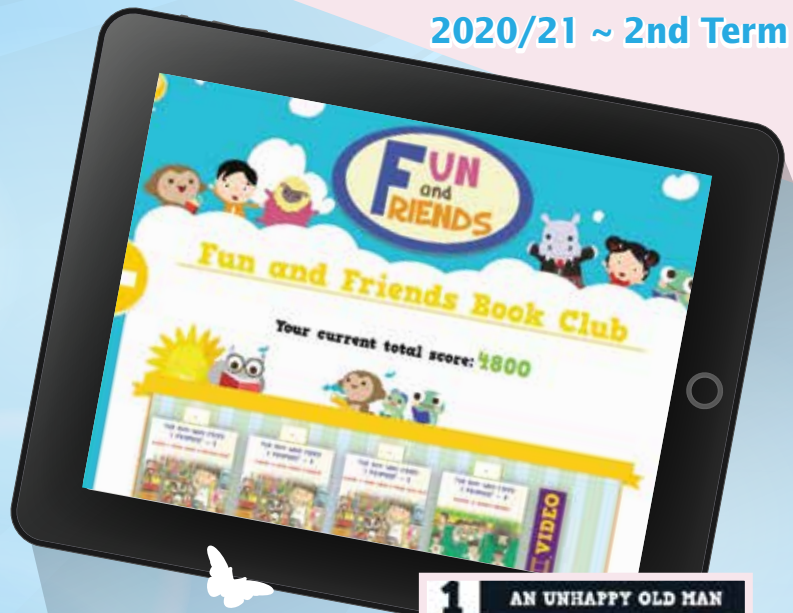 2020/21 ~ 2nd Term
FUN
and
FRIENDS
Fun and Friends Book Club
Your current total score: 4800
VIDEO
1 AN UNHAPPY OLD MAN